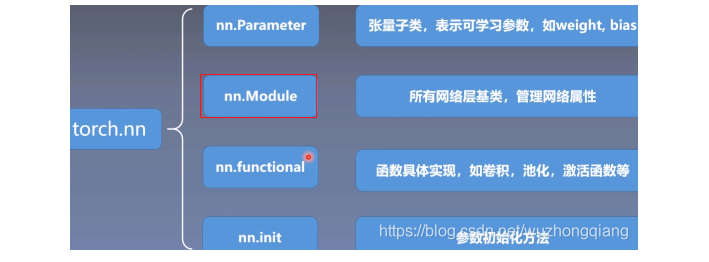 nn.Parameter
张量子类，表示可学习参数，如weight, bias
nn.Module
所有网络层基类，管理网络属性
torch.nn
nn.functional
函数具体实现，如卷积，池化，激活函数等
nn.init
参数初始化方法
https://blog.csdn.net/wuzhongqiang